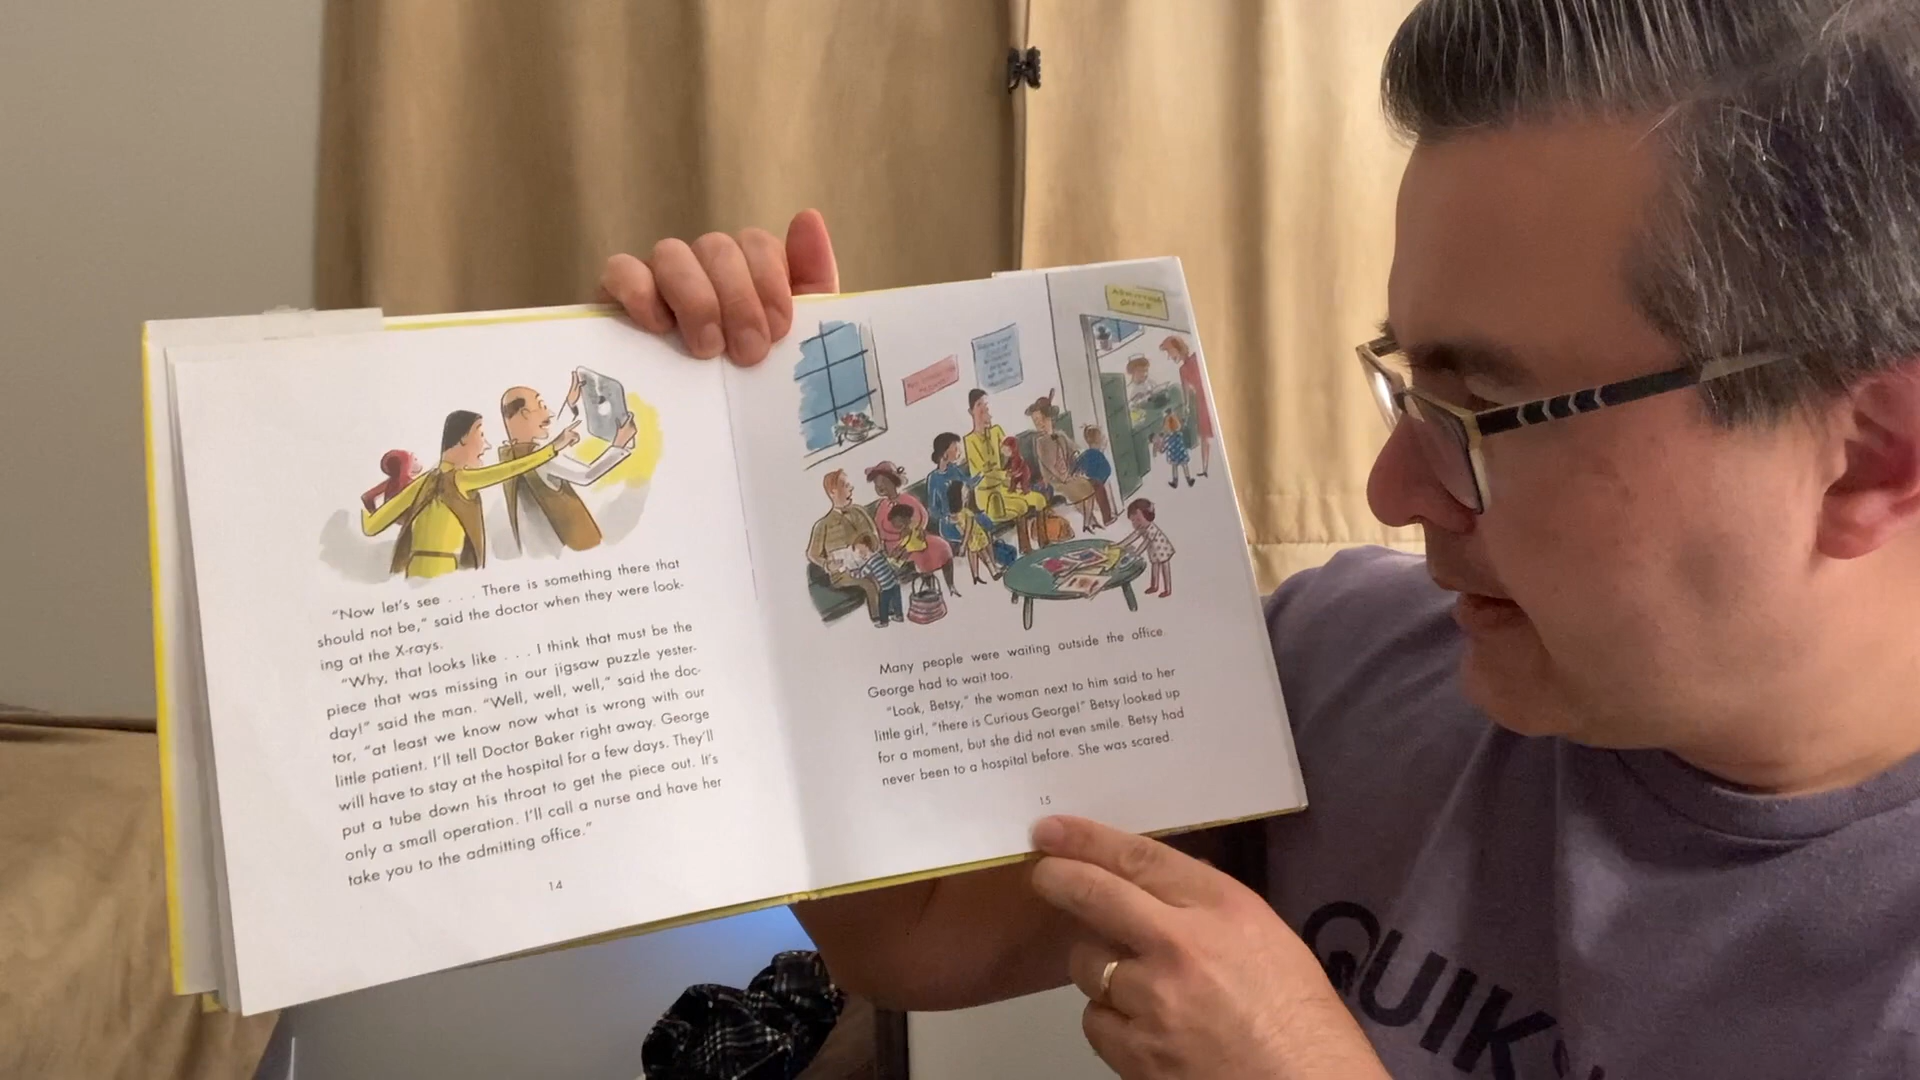 "Now let's see . . . There is something there that
should not be," said the doctor when they were look-
ing at the X-rays.
"Why, that looks like . . . I think that must be the
piece that was missing in our jigsaw puzzle yester-
day!" said the man. "Well, well, well," said the doc-
tor, "at least we know now what is wrong with our
little patient. I'll tell Doctor Baker right away. George
will have to stay at the hospital for a few days. They'll
put a tube down his throat to get the piece out. It's
only a small operation. I'll call a nurse and have her
take you to the admitting office."
14
ADMITTING
OFFICE
Many people were waiting outside the office.
George had to wait too.
"Look, Betsy," the woman next to him said to her
little girl, "there is Curious George!" Betsy looked up
for a moment, but she did not even smile. Betsy had
never been to a hospital before. She was scared.
15
QUIKS